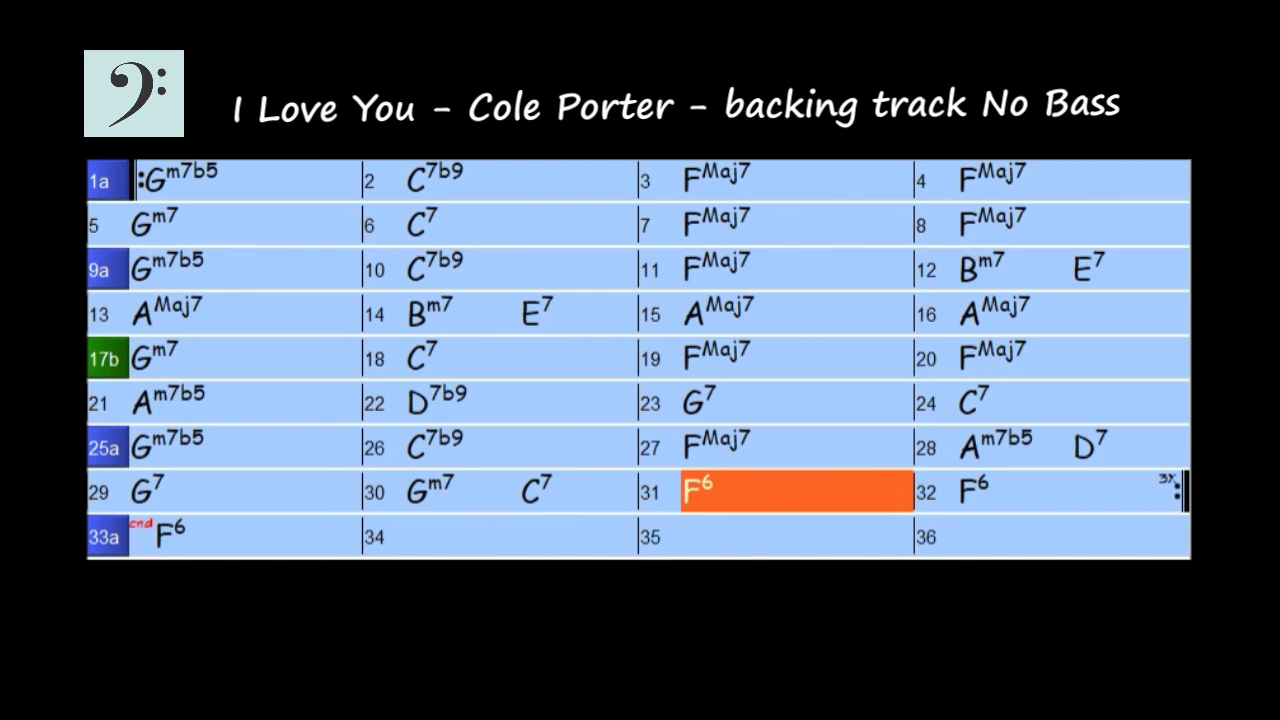 I Love You - Cole Porter - backing track No Bass
1a Gm7b5 2 C7b9 3 FMaj7 4 FMaj7
5 Gm7 6 C7 7 FMaj7 8 FMaj7
9a Gm7b5 10 C7b9 11 FMaj7 12 Bm7 E7
13 AMaj7 14 Bm7 E7 15 AMaj7 16 AMaj7
17b Gm7 18 C7 19 FMaj7 20 FMaj7
21 Am7b5 22 D7b9 23 G7 24 C7
25a Gm7b5 26 C7b9 27 FMaj7 28 Am7b5 D7
29 G7 30 Gm7 C7 31 F6 32 F6 3x
33a end F6 34 35 36